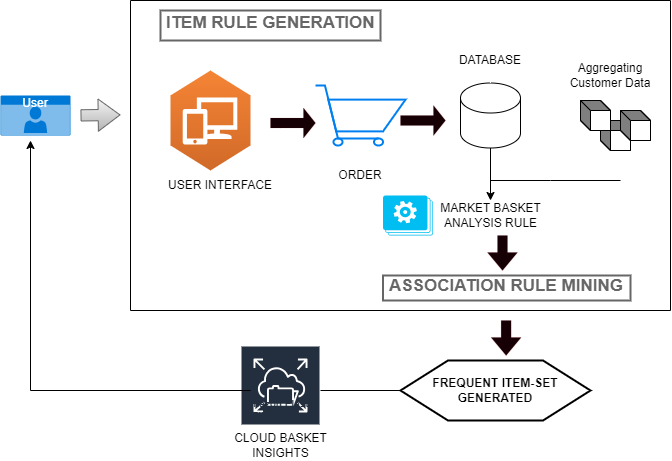 ITEM RULE GENERATION
DATABASE
Aggregating
Customer Data
User
USER INTERFACE
ORDER
MARKET BASKET
ANALYSIS RULE
ASSOCIATION RULE MINING
FREQUENT ITEM-SET
GENERATED
CLOUD BASKET
INSIGHTS